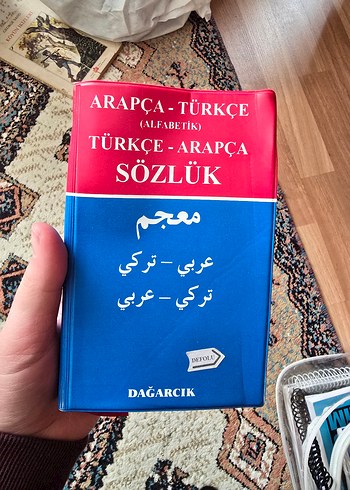 ARAPÇA - TÜRKÇE
(ALFABETİK)
TÜRKÇE - ARAPÇA
SÖZLÜK
معجم
عربي – تركي
تركي – عربي
DEFOLU
DAĞARCIK